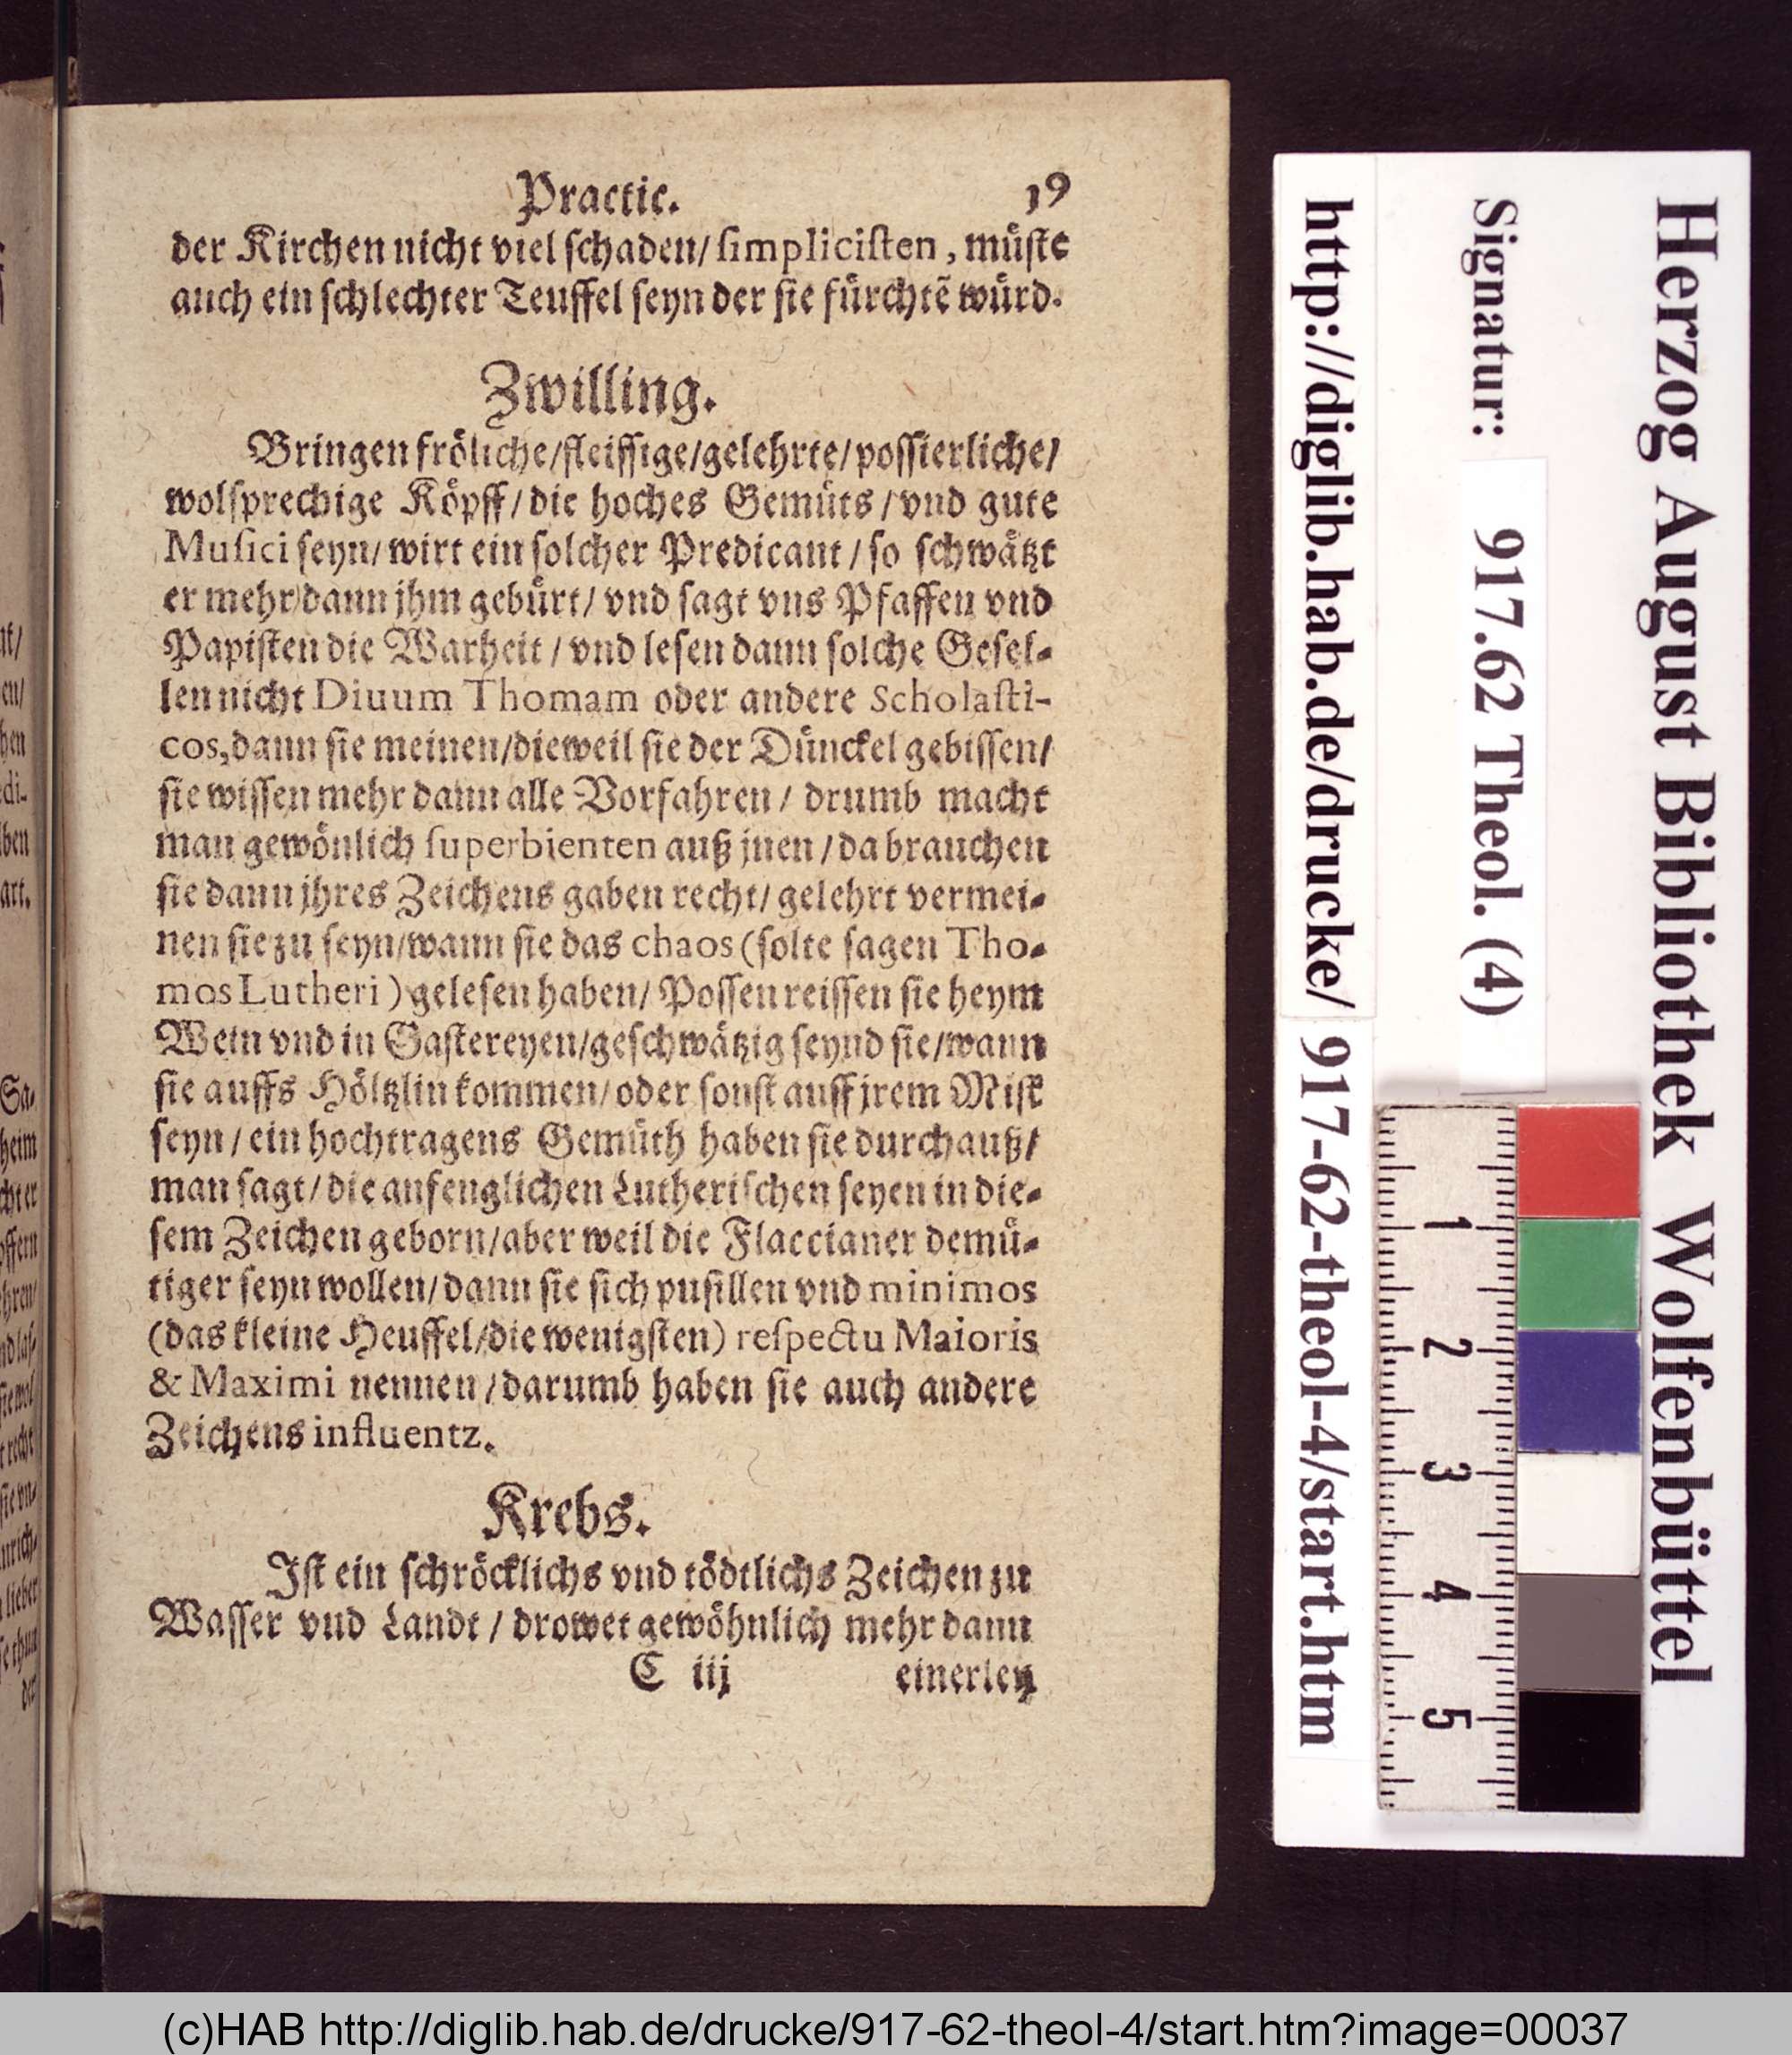 Practic. 19
der Kirchen nicht viel ſchaden/ ſimpliciſten, müſte
auch ein ſchlechter Teuffel ſeyn der ſie fürchtẽ würd.
Zwilling.
Bringen fröliche/fleiſſige/gelehrte/poſſierliche/
wolſprechige Köpff/die hoches Gemüts/vnd gute
Muſici ſeyn/wirt ein ſolcher Predicant/ſo ſchwätzt
er mehr dann jhm gebürt/ vnd ſagt vns Pfaffen vnd
Papiſten die Warheit/vnd leſen dann ſolche Geſel-
len nicht Diuum Thomam oder andere Scholaſti-
cos, dann ſie meinen/dieweil ſie der Dünckel gebiſſen/
ſie wiſſen mehr dann alle Vorfahren/ drumb macht
man gewönlich ſuperbienten auß jnen/da brauchen
ſie dann jhres Zeichens gaben recht/ gelehrt vermei-
nen ſie zu ſeyn/wann ſie das chaos (ſolte ſagen Tho-
mos Lutheri) geleſen haben/ Poſſen reiſſen ſie beym
Wein vnd in Gaſtereyen/geſchwätzig ſeynd ſie/wann
ſie auffs Höltzlin kommen/oder ſonſt auff jrem Miſt
ſeyn/ein hochtragens Gemüth haben ſie durchauß/
man ſagt/die anfenglichen Lutheriſchen ſeyen in die-
ſem Zeichen geborn/aber weil die Flaccianer demü-
tiger ſeyn wollen/dann ſie ſich puſillen vnd minimos
(das kleine Heuffel/die wenigſten) reſpectu Maioris
& Maximi nennen/darumb haben ſie auch andere
Zeichens influentz.
Krebs.
Iſt ein ſchröcklichs vnd tödtlichs Zeichen zu
Waſſer vnd Landt/ drowet gewöhnlich mehr dann
C iij einerley
Herzog August Bibliothek Wolfenbüttel
Signatur: 917.62 Theol. (4)
http://diglib.hab.de/drucke/ 917-62-theol-4/start.htm
1
2
3
4
5
(c)HAB http://diglib.hab.de/drucke/917-62-theol-4/start.htm?image=00037